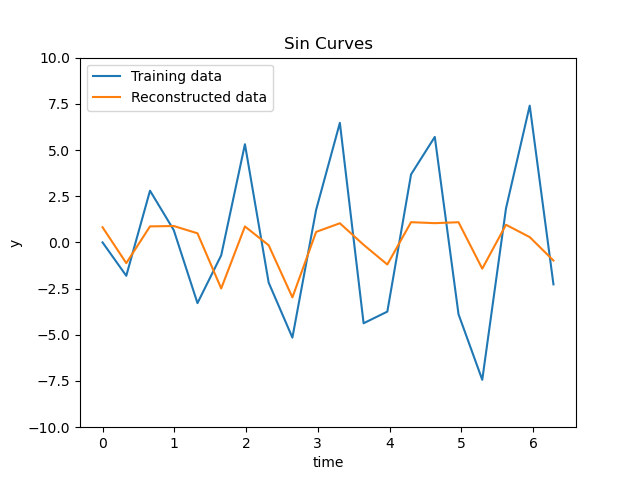 Sin Curves
Training data
Reconstructed data
10.0
7.5
5.0
2.5
0.0
−2.5
−5.0
−7.5
−10.0
y
0 1 2 3 4 5 6
time